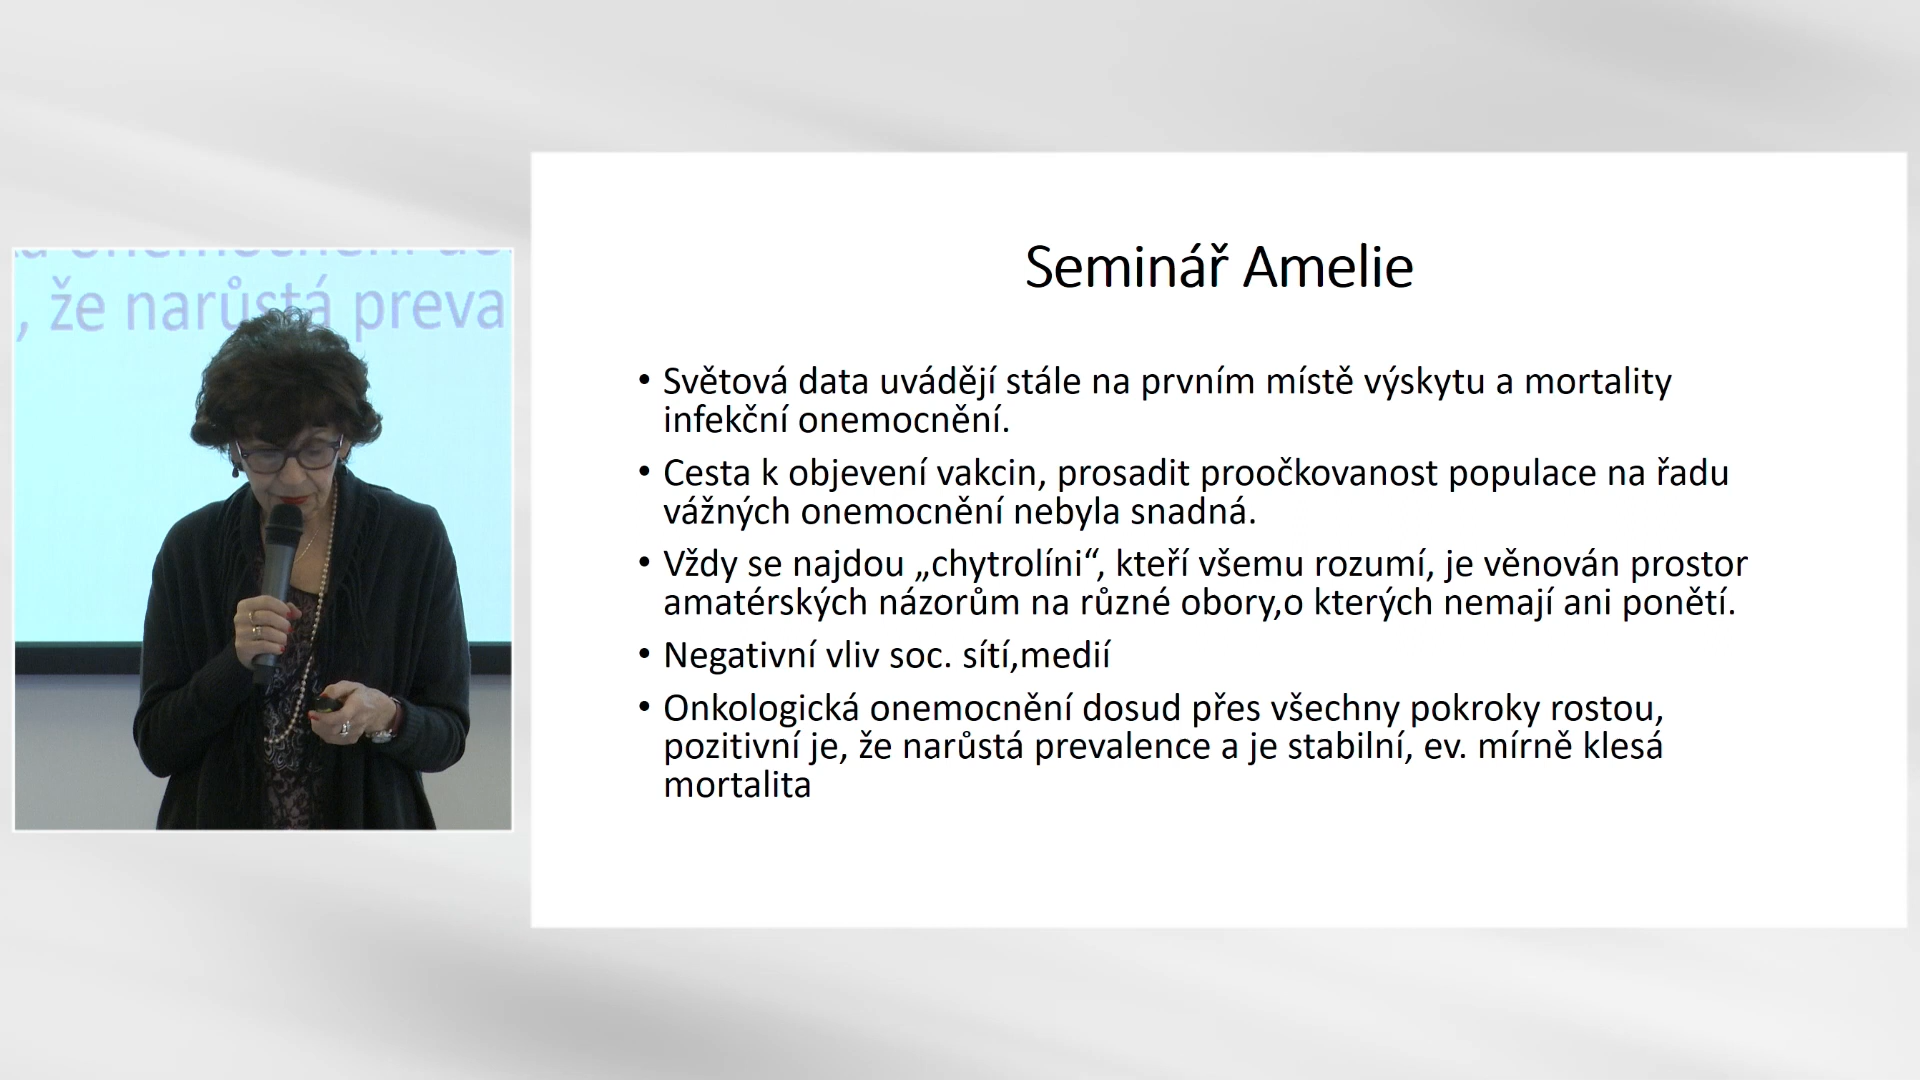 Seminář Amelie
• Světová data uvádějí stále na prvním místě výskytu a mortality
infekční onemocnění.
• Cesta k objevení vakcin, prosadit proočkovanost populace na řadu
vážných onemocnění nebyla snadná.
• Vždy se najdou „chytrolíni“, kteří všemu rozumí, je věnován prostor
amatérských názorům na různé obory,o kterých nemají ani ponětí.
• Negativní vliv soc. sítí,medií
• Onkologická onemocnění dosud přes všechny pokroky rostou,
pozitivní je, že narůstá prevalence a je stabilní, ev. mírně klesá
mortalita
, že narůstá preva